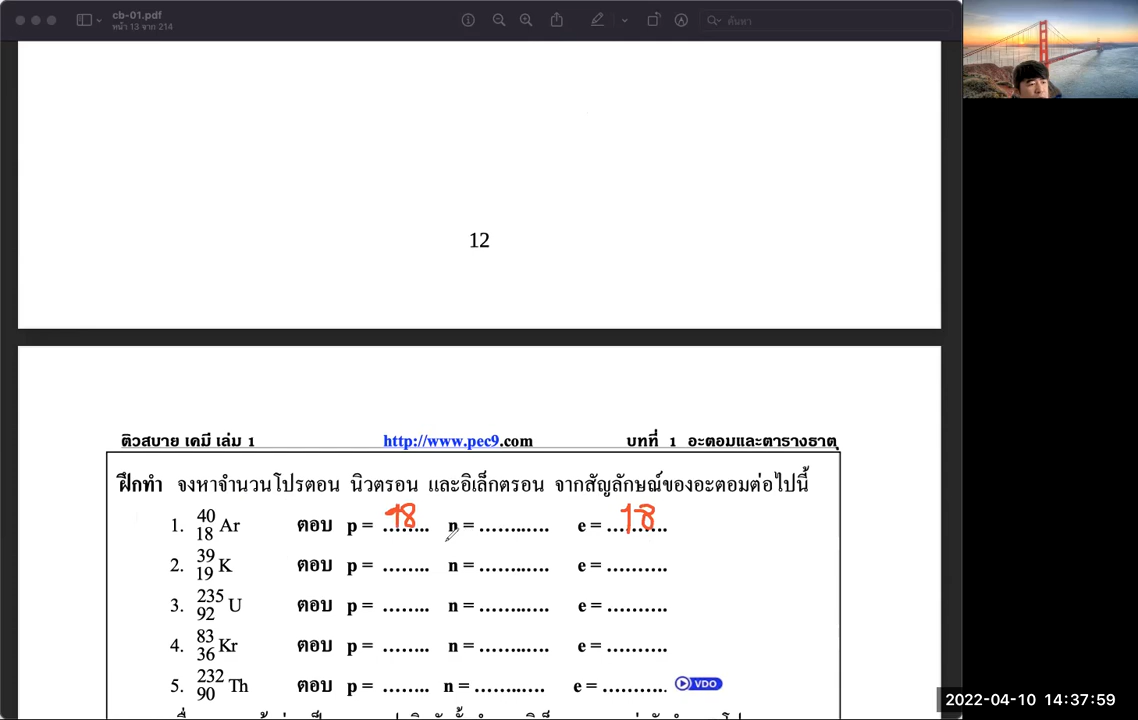 cb-01.pdf
หน้า 13 จาก 214
ค้นหา
12
ติวสบาย เคมี เล่ม 1 http://www.pec9.com บทที่ 1 อะตอมและตารางธาตุ
ฝึกทำ จงหาจำนวนโปรตอน นิวตรอน และอิเล็กตรอน จากสัญลักษณ์ของอะตอมต่อไปนี้
1. 40 18 Ar ตอบ p = ........ 18 n = ............ e = .......... 18
2. 39 19 K ตอบ p = ........ n = ............ e = ..........
3. 235 92 U ตอบ p = ........ n = ............ e = ..........
4. 83 36 Kr ตอบ p = ........ n = ............ e = ..........
5. 232 90 Th ตอบ p = ........ n = ............ e = .......... VDO
2022-04-10 14:37:59